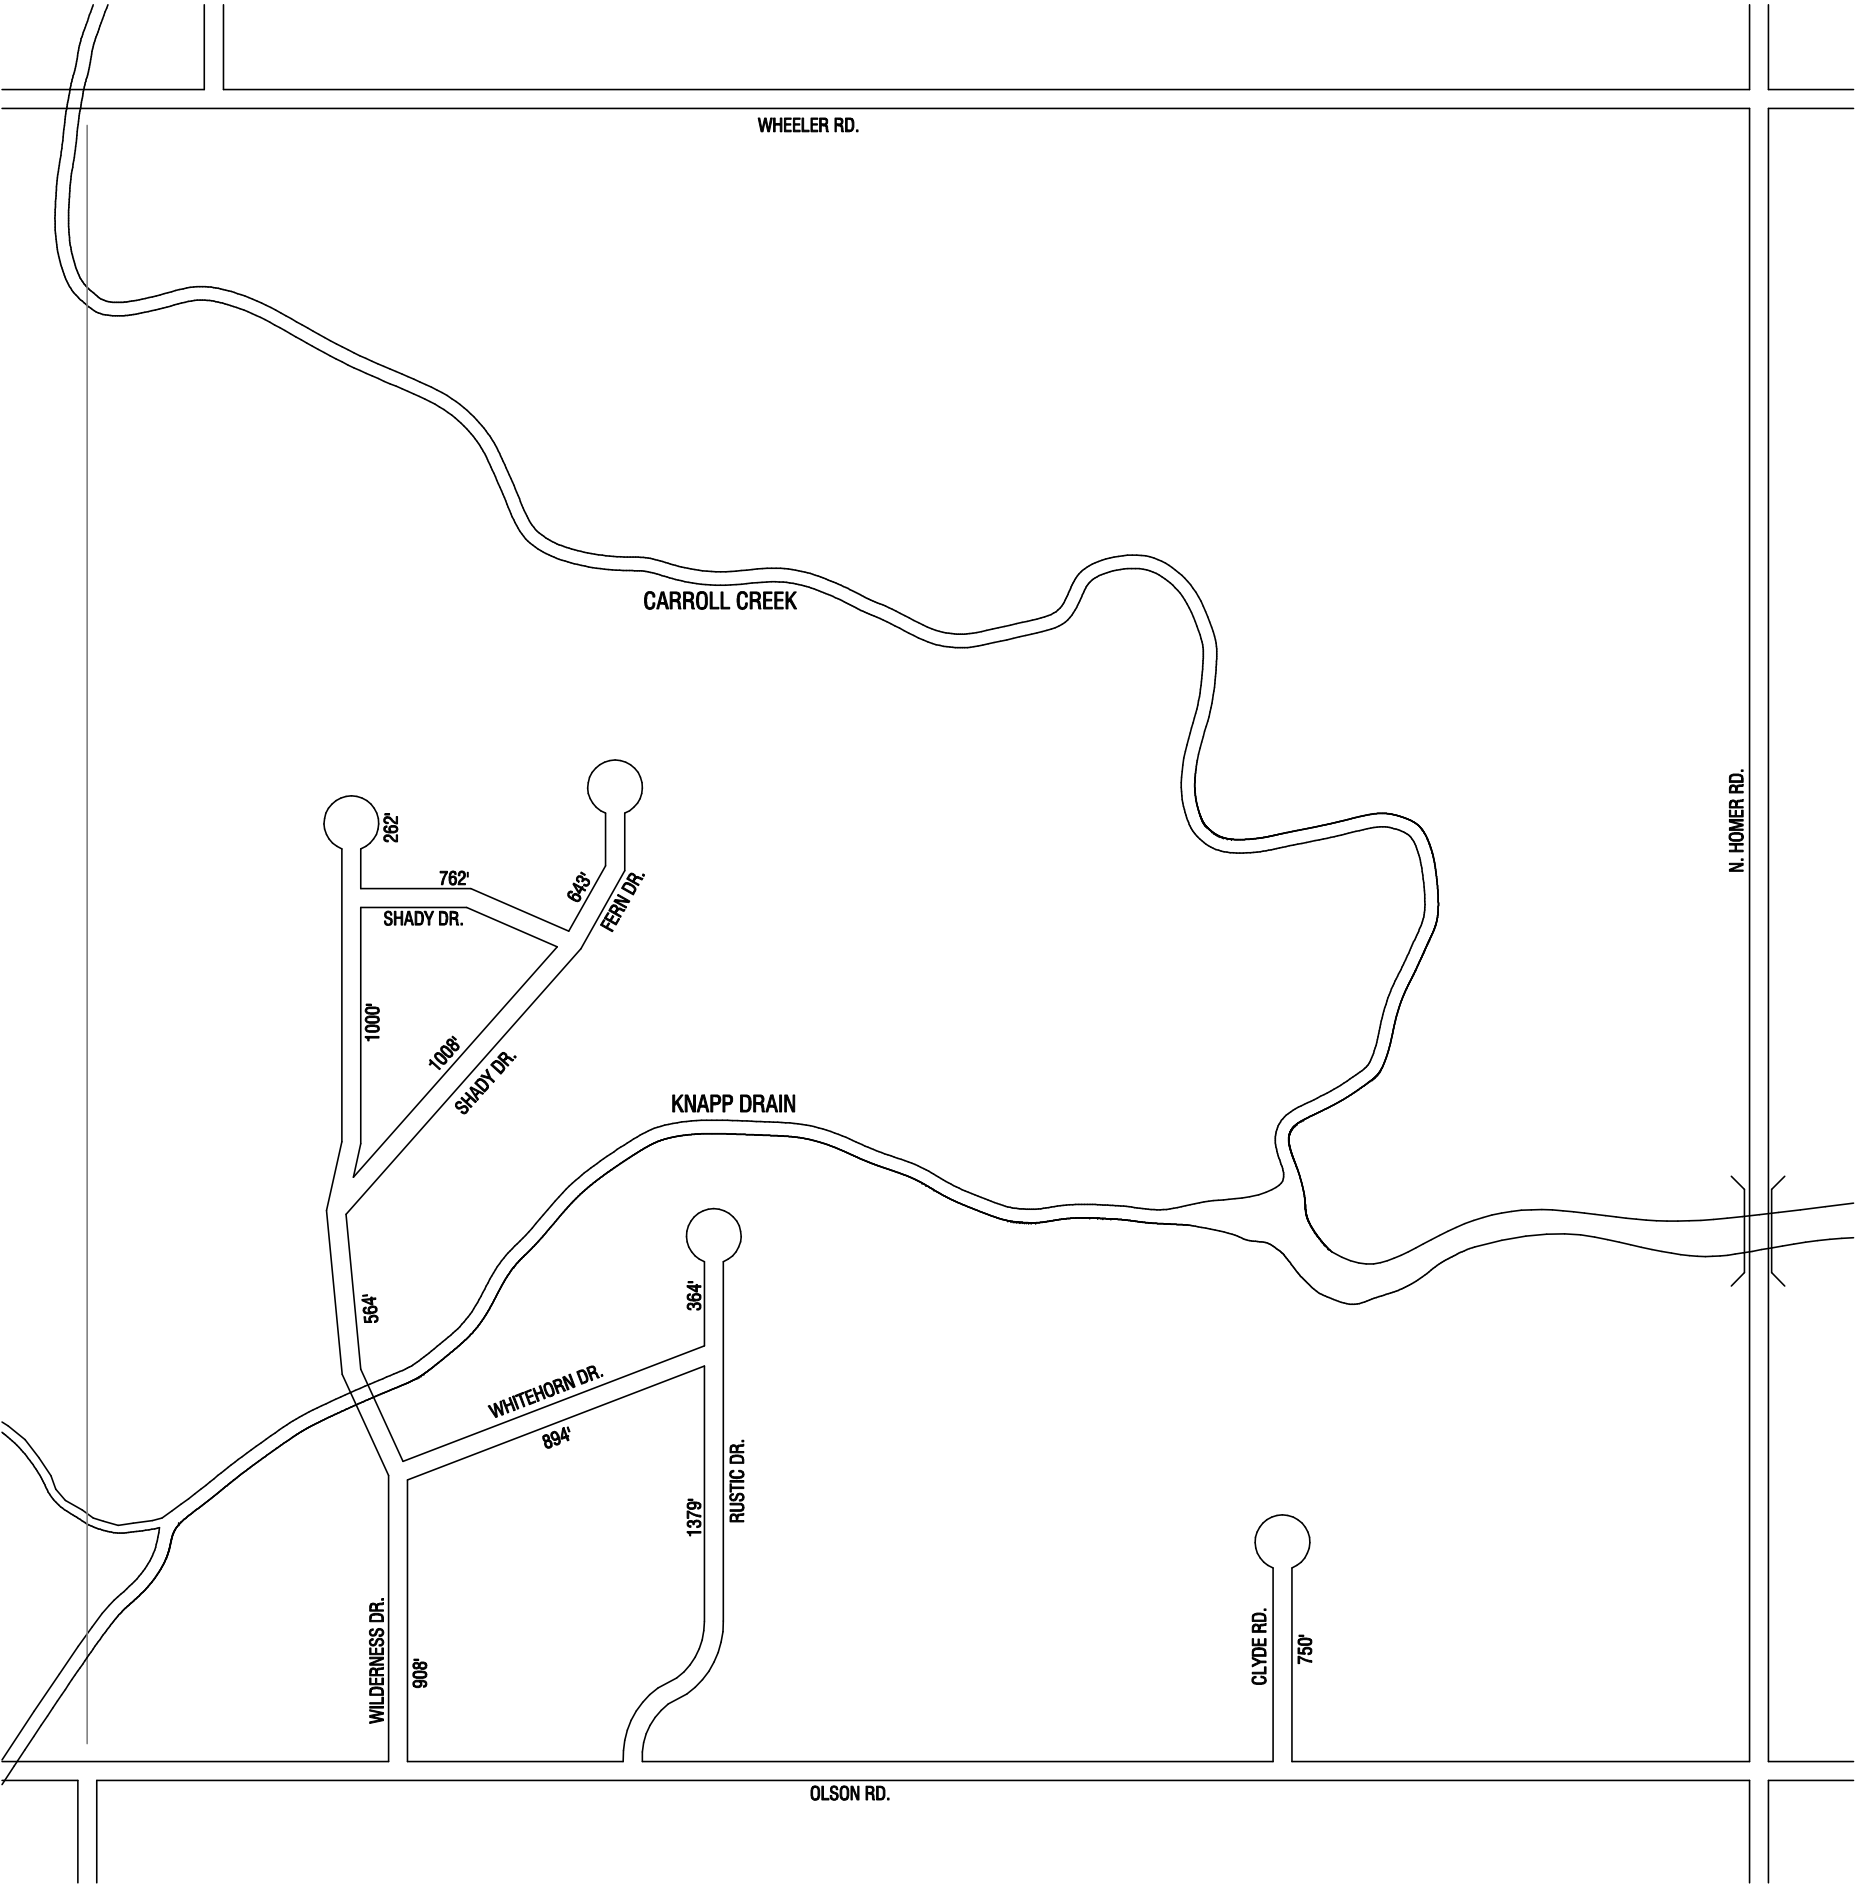 WHEELER RD.
CARROLL CREEK
N. HOMER RD.
262'
762'
SHADY DR.
643'
FERN DR.
1000'
1008'
SHADY DR.
KNAPP DRAIN
564'
364'
WHITEHORN DR.
894'
1379'
RUSTIC DR.
WILDERNESS DR.
908'
CLYDE RD.
750'
OLSON RD.